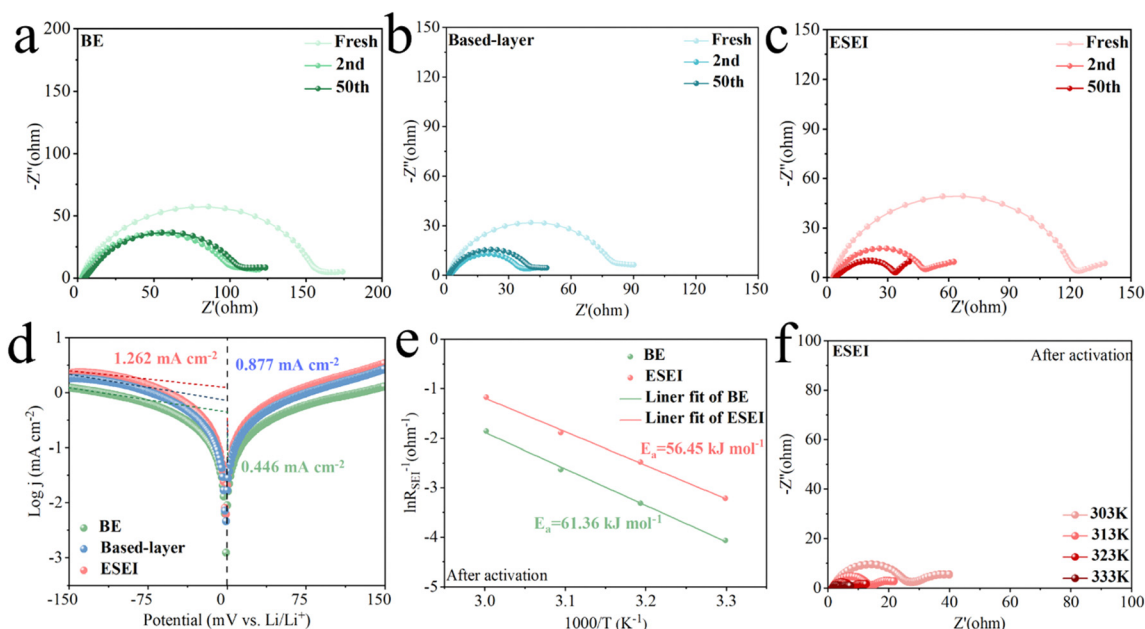 a
BE
Fresh
2nd
50th
200
150
100
50
0
-Z"(ohm)
0 50 100 150 200
Z'(ohm)
b
Based-layer
Fresh
2nd
50th
150
120
90
60
30
0
-Z"(ohm)
0 30 60 90 120 150
Z'(ohm)
c
ESEI
Fresh
2nd
50th
150
120
90
60
30
0
-Z"(ohm)
0 30 60 90 120 150
Z'(ohm)
d
1.262 mA cm⁻²
0.877 mA cm⁻²
0.446 mA cm⁻²
BE
Based-layer
ESEI
1
0
-1
-2
-3
Log j (mA cm⁻²)
-150 -75 0 75 150
Potential (mV vs. Li/Li⁺)
e
BE
ESEI
Liner fit of BE
Liner fit of ESEI
Eₐ=56.45 kJ mol⁻¹
Eₐ=61.36 kJ mol⁻¹
After activation
0
-1
-2
-3
-4
-5
lnR_SEI⁻¹(ohm⁻¹)
3.0 3.1 3.2 3.3
1000/T (K⁻¹)
f
ESEI
After activation
303K
313K
323K
333K
100
80
60
40
20
0
-Z"(ohm)
0 20 40 60 80 100
Z'(ohm)